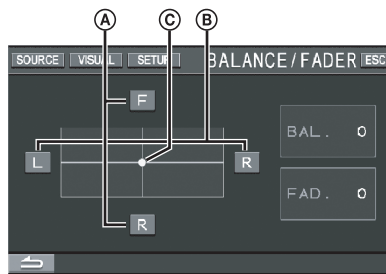 A C B
SOURCE VISUAL SETUP BALANCE/FADER ESC
F
BAL. 0
L R
FAD. 0
R